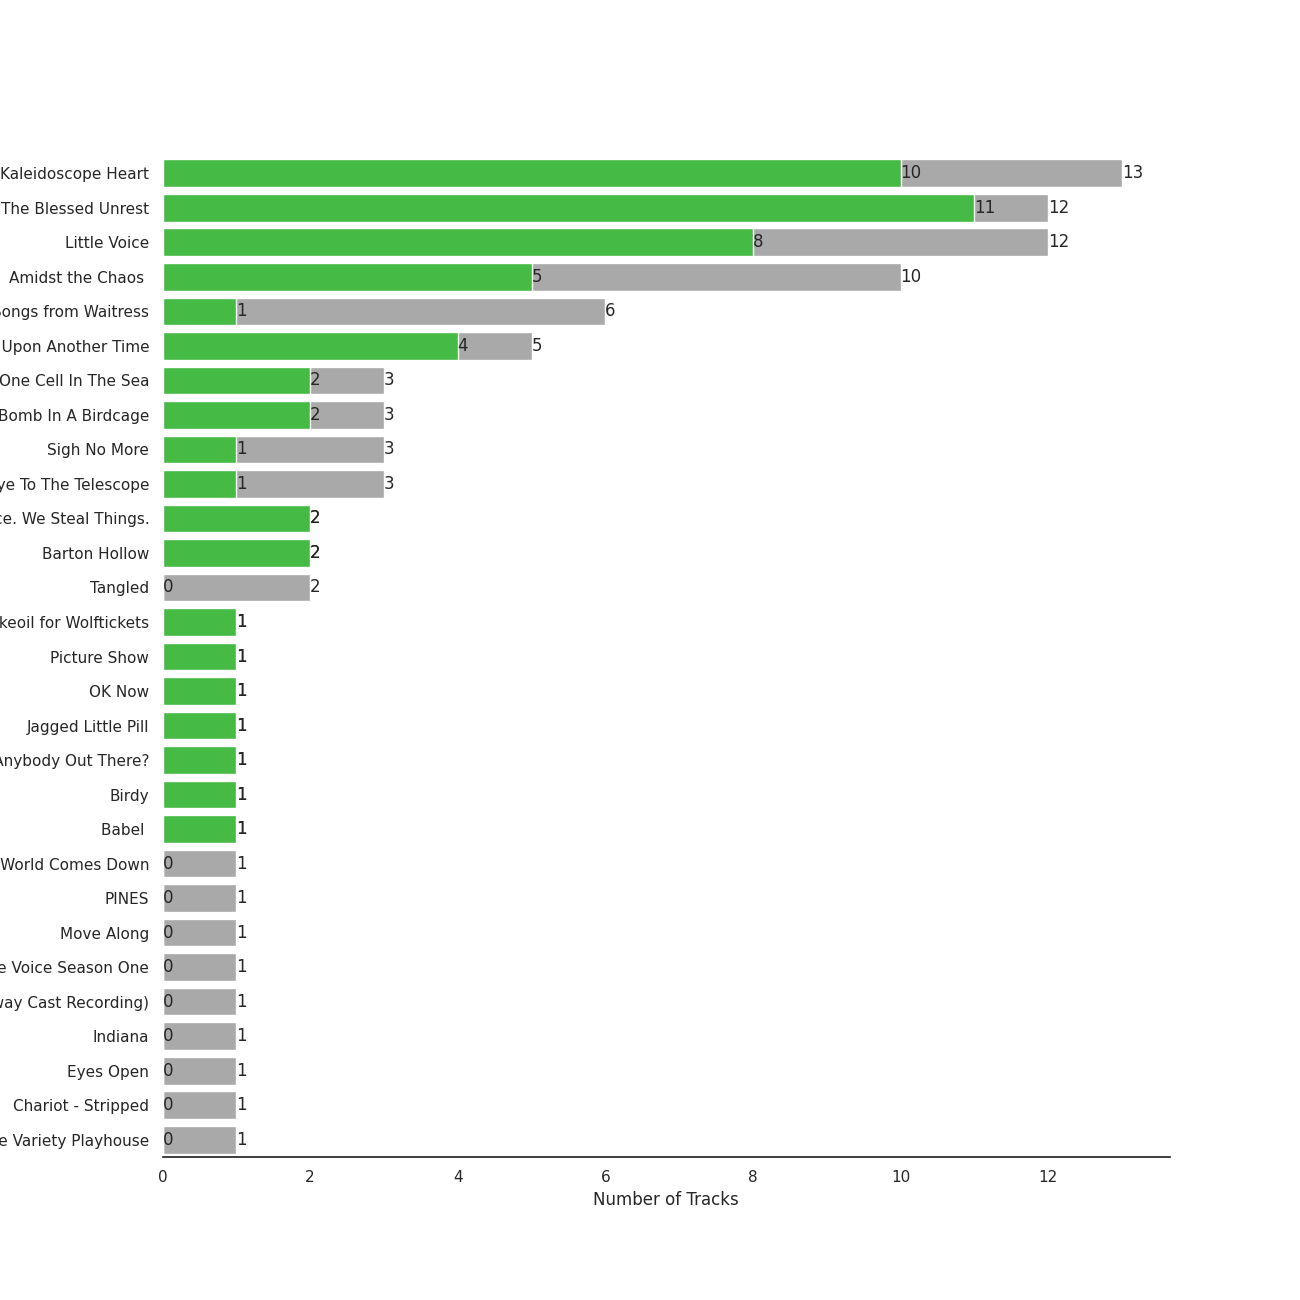 Kaleidoscope Heart 10 13
The Blessed Unrest 11 12
Little Voice 8 12
Amidst the Chaos 5 10
Songs from Waitress 1 6
Upon Another Time 4 5
One Cell In The Sea 2 3
Bomb In A Birdcage 2 3
Sigh No More 1 3
ye To The Telescope 1 3
ce. We Steal Things. 2
Barton Hollow 2
Tangled 0 2
keoil for Wolftickets 1
Picture Show 1
OK Now 1
Jagged Little Pill 1
Anybody Out There? 1
Birdy 1
Babel 1
World Comes Down 0 1
PINES 0 1
Move Along 0 1
e Voice Season One 0 1
way Cast Recording) 0 1
Indiana 0 1
Eyes Open 0 1
Chariot - Stripped 0 1
e Variety Playhouse 0 1
0 2 4 6 8 10 12
Number of Tracks